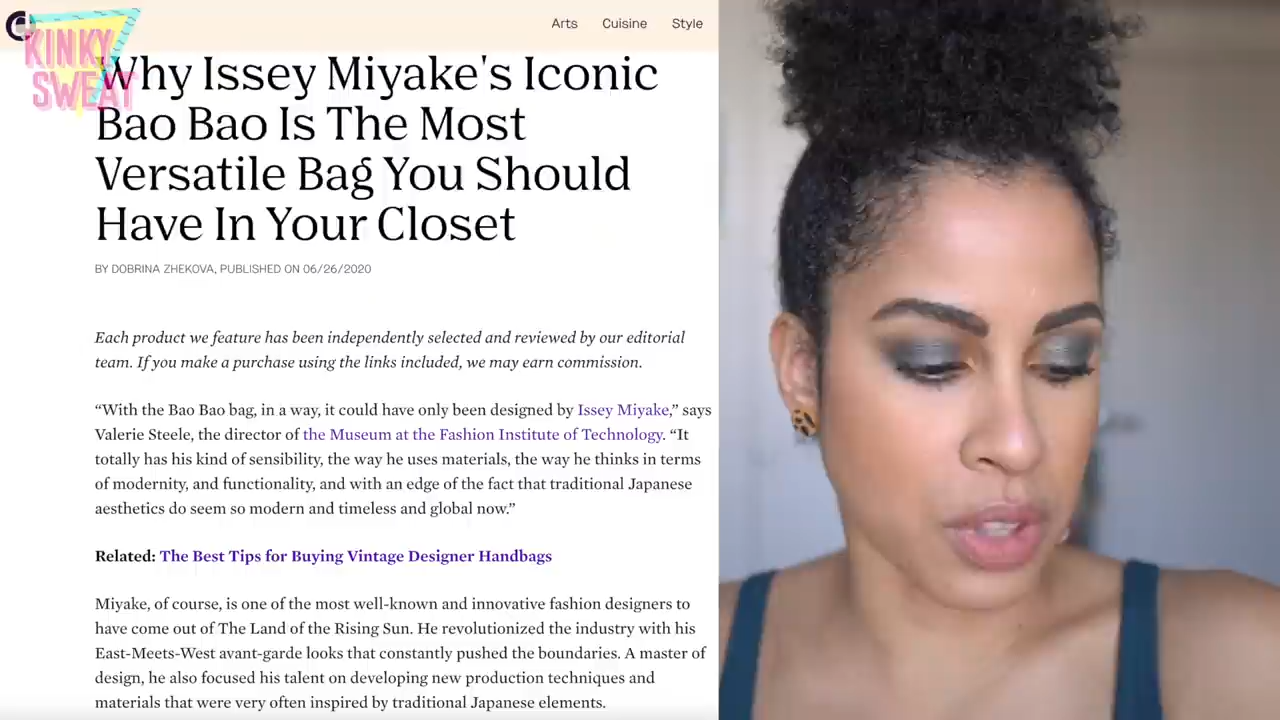 Arts Cuisine Style
KINKY
SWEAT
Why Issey Miyake's Iconic
Bao Bao Is The Most
Versatile Bag You Should
Have In Your Closet
BY DOBRINA ZHEKOVA, PUBLISHED ON 06/26/2020
Each product we feature has been independently selected and reviewed by our editorial
team. If you make a purchase using the links included, we may earn commission.
“With the Bao Bao bag, in a way, it could have only been designed by Issey Miyake,” says
Valerie Steele, the director of the Museum at the Fashion Institute of Technology. “It
totally has his kind of sensibility, the way he uses materials, the way he thinks in terms
of modernity, and functionality, and with an edge of the fact that traditional Japanese
aesthetics do seem so modern and timeless and global now.”
Related: The Best Tips for Buying Vintage Designer Handbags
Miyake, of course, is one of the most well-known and innovative fashion designers to
have come out of The Land of the Rising Sun. He revolutionized the industry with his
East-Meets-West avant-garde looks that constantly pushed the boundaries. A master of
design, he also focused his talent on developing new production techniques and
materials that were very often inspired by traditional Japanese elements.